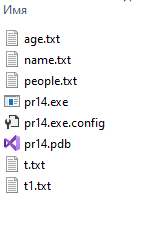 Имя
age.txt
name.txt
people.txt
pr14.exe
pr14.exe.config
pr14.pdb
t.txt
t1.txt